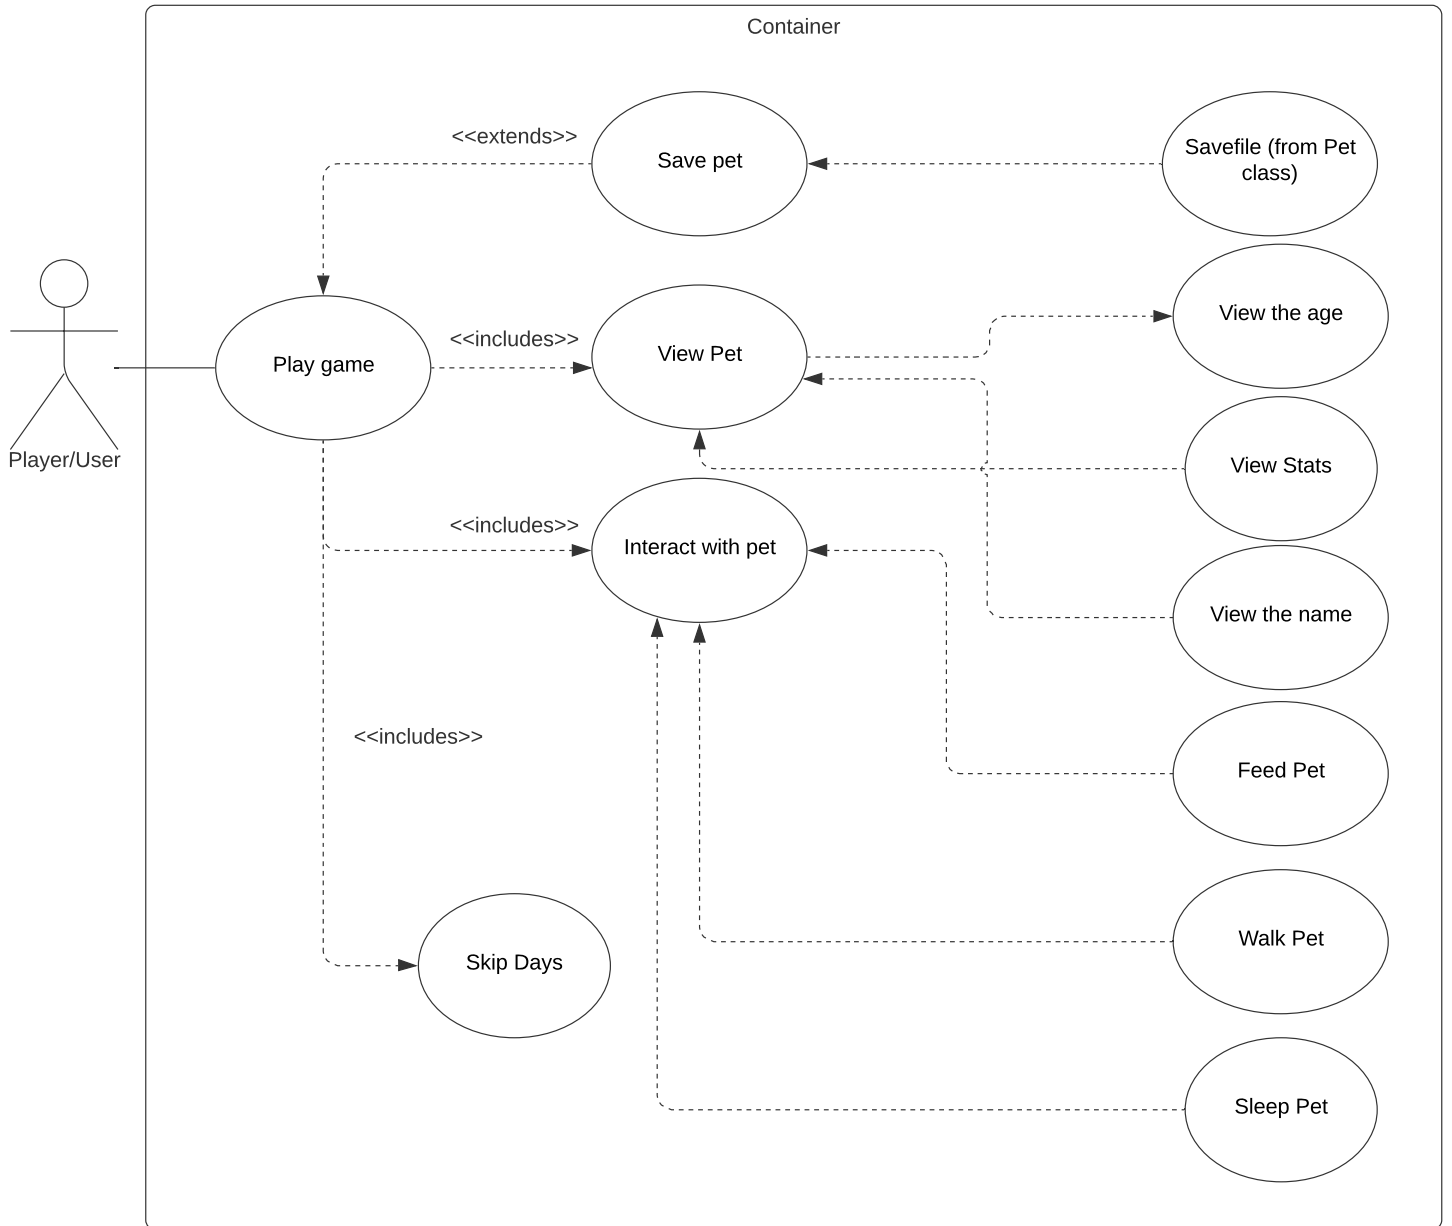 Container
<<extends>>
Save pet
Savefile (from Pet
class)
View the age
<<includes>>
View Pet
Play game
Player/User
View Stats
<<includes>>
Interact with pet
View the name
<<includes>>
Feed Pet
Walk Pet
Skip Days
Sleep Pet